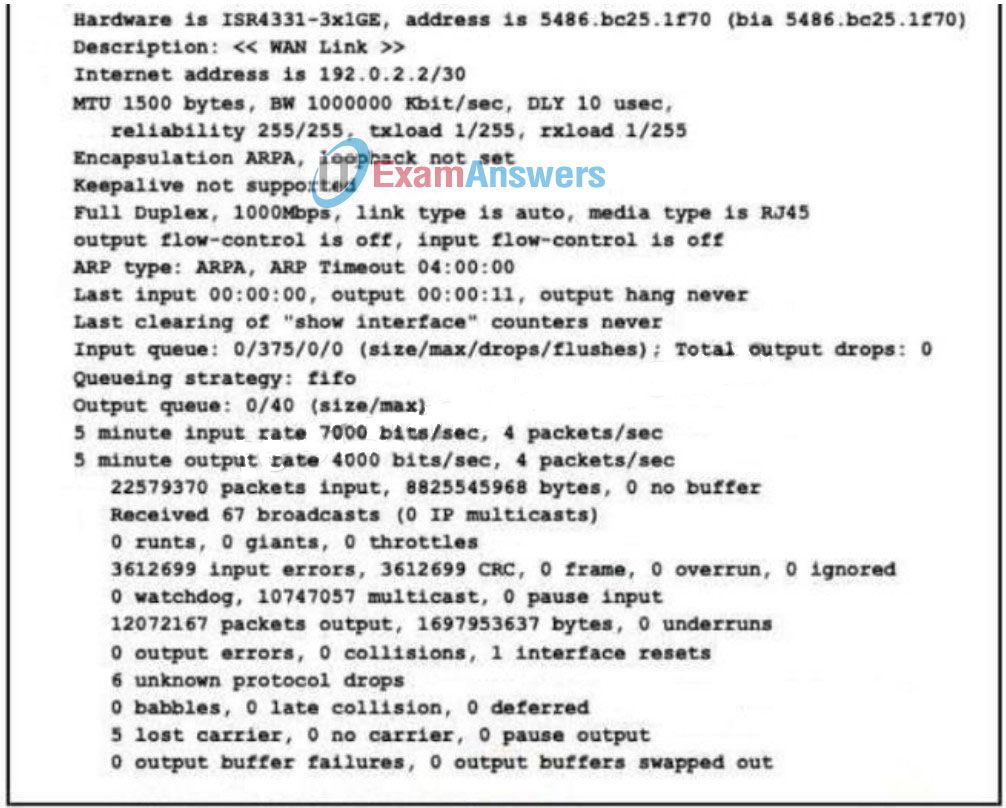 Hardware is ISR4331-3x1GE, address is 5486.bc25.1f70 (bia 5486.bc25.1f70)
Description: << WAN Link >>
Internet address is 192.0.2.2/30
MTU 1500 bytes, BW 1000000 Kbit/sec, DLY 10 usec,
reliability 255/255, txload 1/255, rxload 1/255
Encapsulation ARPA, loopback not set
IT ExamAnswers
Keepalive not supported
Full Duplex, 1000Mbps, link type is auto, media type is RJ45
output flow-control is off, input flow-control is off
ARP type: ARPA, ARP Timeout 04:00:00
Last input 00:00:00, output 00:00:11, output hang never
Last clearing of "show interface" counters never
Input queue: 0/375/0/0 (size/max/drops/flushes); Total output drops: 0
Queueing strategy: fifo
Output queue: 0/40 (size/max)
5 minute input rate 7000 bits/sec, 4 packets/sec
5 minute output rate 4000 bits/sec, 4 packets/sec
22579370 packets input, 8825545968 bytes, 0 no buffer
Received 67 broadcasts (0 IP multicasts)
0 runts, 0 giants, 0 throttles
3612699 input errors, 3612699 CRC, 0 frame, 0 overrun, 0 ignored
0 watchdog, 10747057 multicast, 0 pause input
12072167 packets output, 1697953637 bytes, 0 underruns
0 output errors, 0 collisions, 1 interface resets
6 unknown protocol drops
0 babbles, 0 late collision, 0 deferred
5 lost carrier, 0 no carrier, 0 pause output
0 output buffer failures, 0 output buffers swapped out